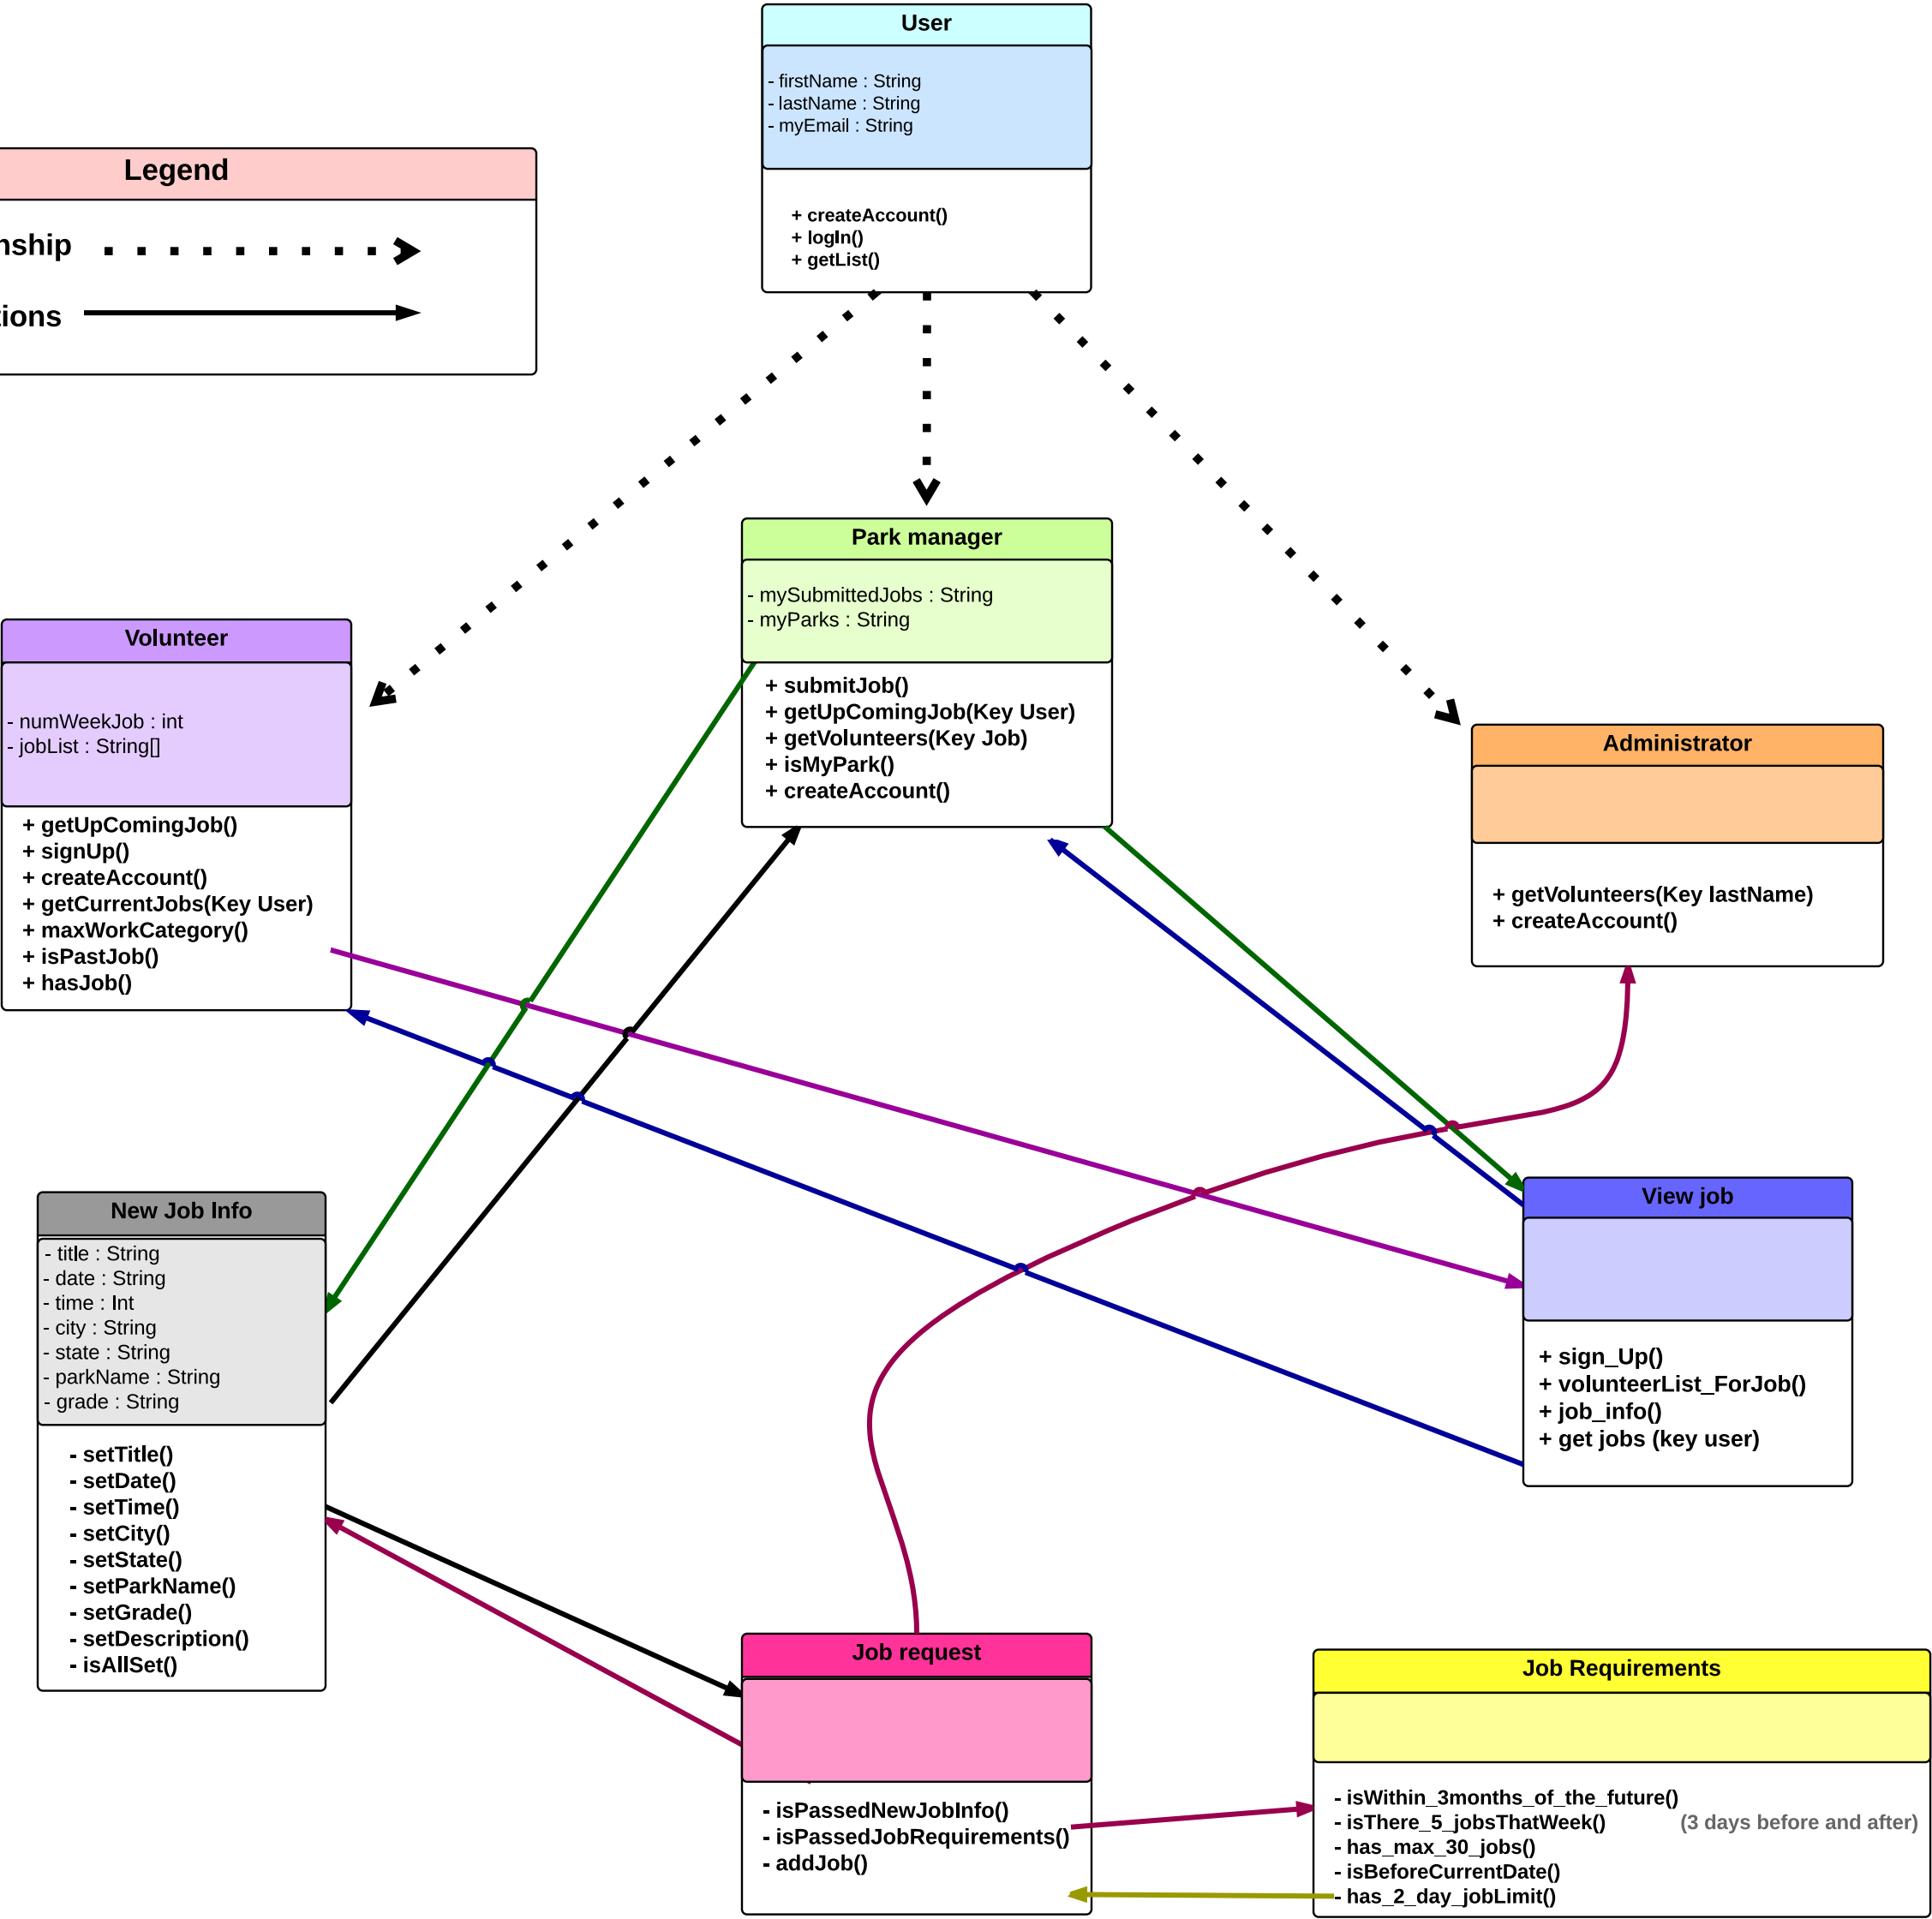 User
- firstName : String
- lastName : String
- myEmail : String
+ createAccount()
+ logIn()
+ getList()
Legend
nship
tions
Park manager
- mySubmittedJobs : String
- myParks : String
+ submitJob()
+ getUpComingJob(Key User)
+ getVolunteers(Key Job)
+ isMyPark()
+ createAccount()
Volunteer
- numWeekJob : int
- jobList : String[]
+ getUpComingJob()
+ signUp()
+ createAccount()
+ getCurrentJobs(Key User)
+ maxWorkCategory()
+ isPastJob()
+ hasJob()
Administrator
+ getVolunteers(Key lastName)
+ createAccount()
New Job Info
- title : String
- date : String
- time : Int
- city : String
- state : String
- parkName : String
- grade : String
- setTitle()
- setDate()
- setTime()
- setCity()
- setState()
- setParkName()
- setGrade()
- setDescription()
- isAllSet()
View job
+ sign_Up()
+ volunteerList_ForJob()
+ job_info()
+ get jobs (key user)
Job request
- isPassedNewJobInfo()
- isPassedJobRequirements()
- addJob()
Job Requirements
- isWithin_3months_of_the_future()
- isThere_5_jobsThatWeek() (3 days before and after)
- has_max_30_jobs()
- isBeforeCurrentDate()
- has_2_day_jobLimit()